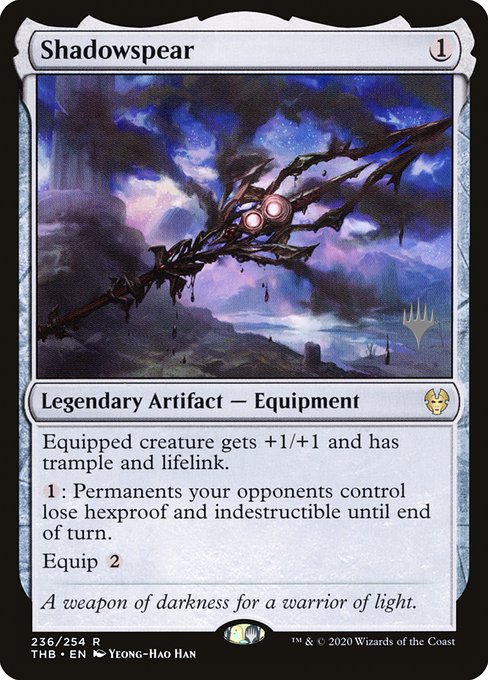 Shadowspear 1
Legendary Artifact — Equipment
Equipped creature gets +1/+1 and has
trample and lifelink.
1: Permanents your opponents control
lose hexproof and indestructible until end
of turn.
Equip 2
A weapon of darkness for a warrior of light.
236/254 R
THB • EN Yeong-Hao Han
™ & © 2020 Wizards of the Coast